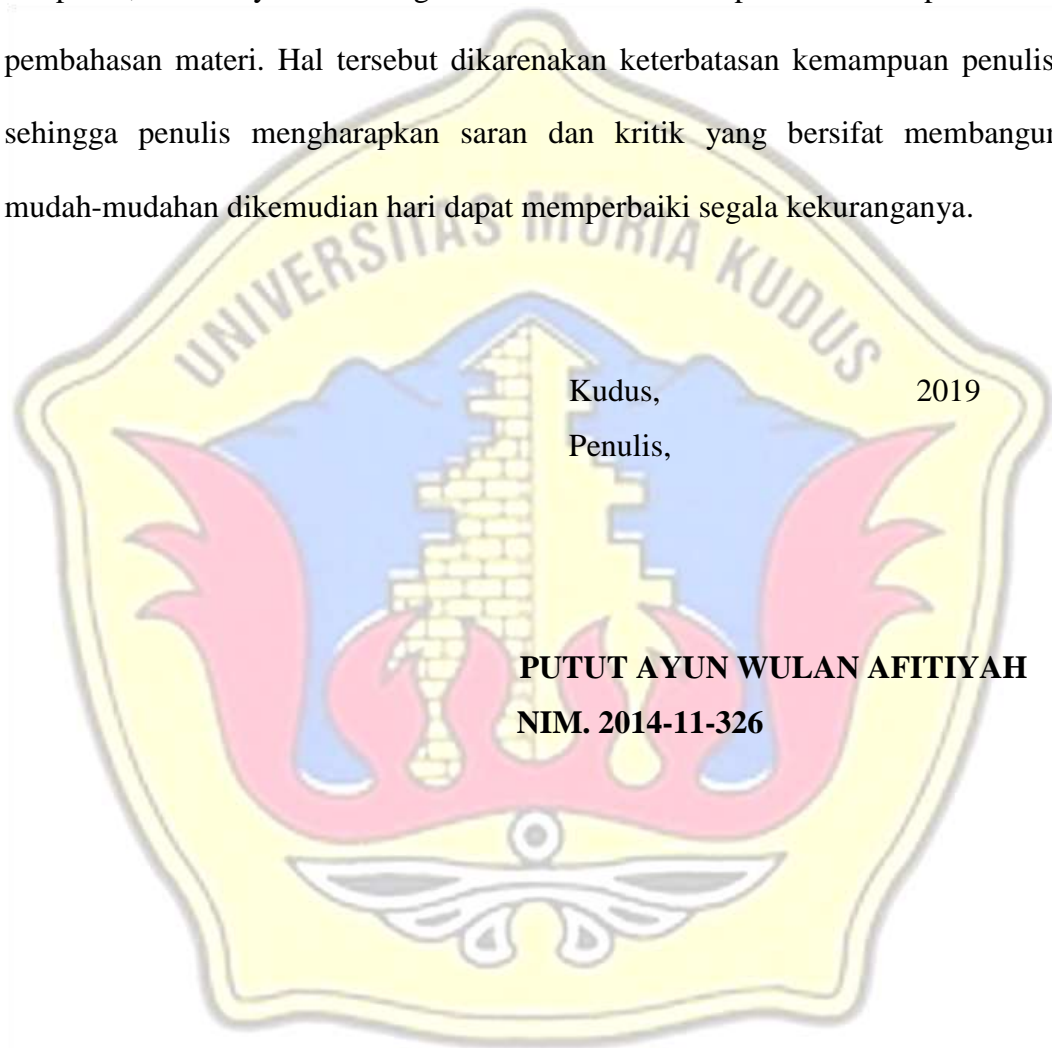 pembahasan materi. Hal tersebut dikarenakan keterbatasan kemampuan penulis
sehingga penulis mengharapkan saran dan kritik yang bersifat membangun
mudah-mudahan dikemudian hari dapat memperbaiki segala kekuranganya.
UNIVERSITAS MURIA KUDUS
Kudus, 2019
Penulis,
PUTUT AYUN WULAN AFITIYAH
NIM. 2014-11-326